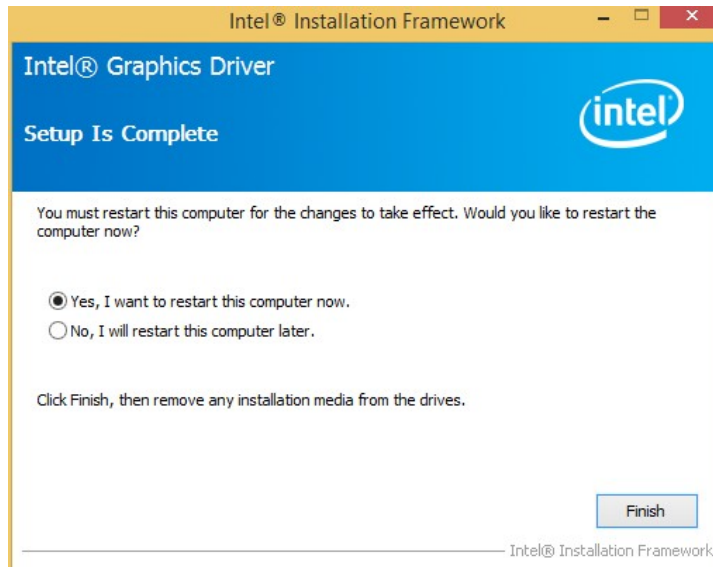 Intel® Installation Framework
Intel® Graphics Driver
intel
Setup Is Complete
You must restart this computer for the changes to take effect. Would you like to restart the
computer now?
Yes, I want to restart this computer now.
No, I will restart this computer later.
Click Finish, then remove any installation media from the drives.
Finish
Intel® Installation Framework